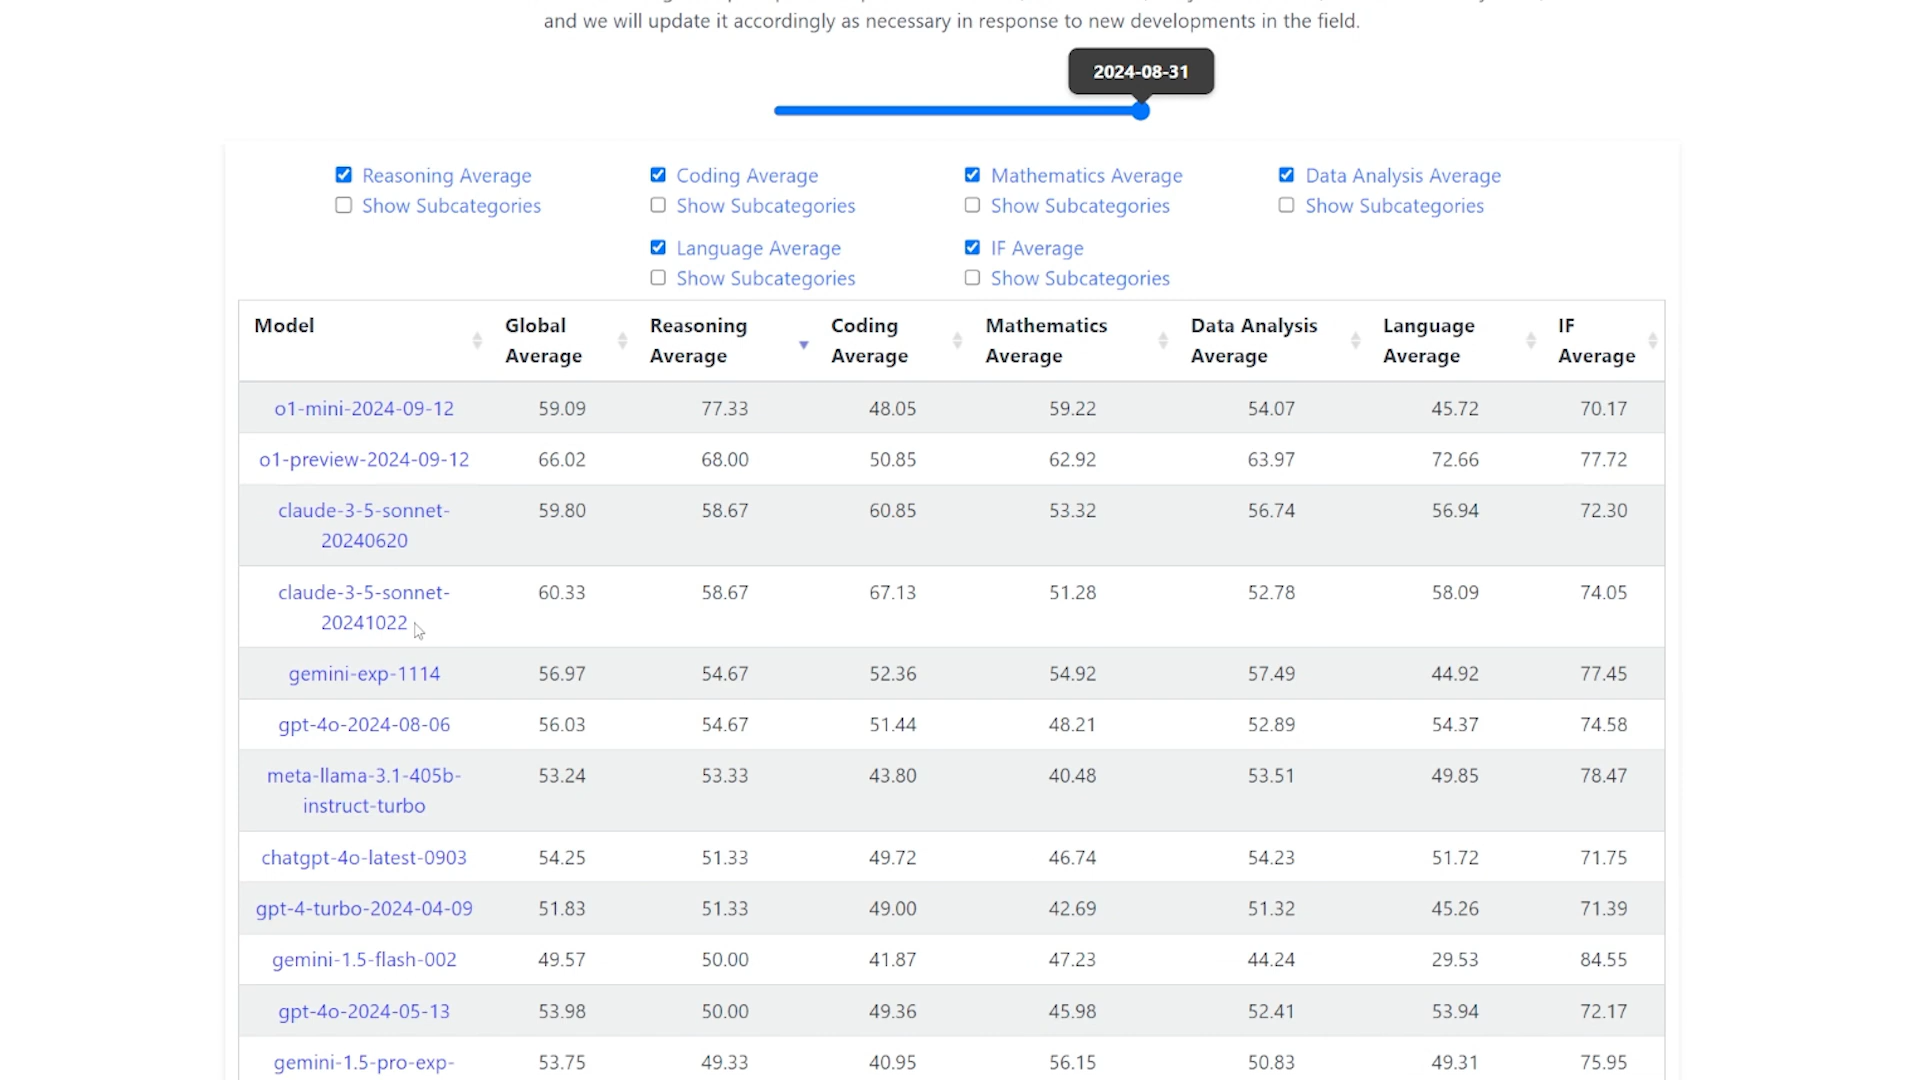 and we will update it accordingly as necessary in response to new developments in the field.
2024-08-31
Reasoning Average
Show Subcategories
Coding Average
Show Subcategories
Mathematics Average
Show Subcategories
Data Analysis Average
Show Subcategories
Language Average
Show Subcategories
IF Average
Show Subcategories
Model Global Average Reasoning Average Coding Average Mathematics Average Data Analysis Average Language Average IF Average
o1-mini-2024-09-12 59.09 77.33 48.05 59.22 54.07 45.72 70.17
o1-preview-2024-09-12 66.02 68.00 50.85 62.92 63.97 72.66 77.72
claude-3-5-sonnet-20240620 59.80 58.67 60.85 53.32 56.74 56.94 72.30
claude-3-5-sonnet-20241022 60.33 58.67 67.13 51.28 52.78 58.09 74.05
gemini-exp-1114 56.97 54.67 52.36 54.92 57.49 44.92 77.45
gpt-4o-2024-08-06 56.03 54.67 51.44 48.21 52.89 54.37 74.58
meta-llama-3.1-405b-instruct-turbo 53.24 53.33 43.80 40.48 53.51 49.85 78.47
chatgpt-4o-latest-0903 54.25 51.33 49.72 46.74 54.23 51.72 71.75
gpt-4-turbo-2024-04-09 51.83 51.33 49.00 42.69 51.32 45.26 71.39
gemini-1.5-flash-002 49.57 50.00 41.87 47.23 44.24 29.53 84.55
gpt-4o-2024-05-13 53.98 50.00 49.36 45.98 52.41 53.94 72.17
gemini-1.5-pro-exp- 53.75 49.33 40.95 56.15 50.83 49.31 75.95